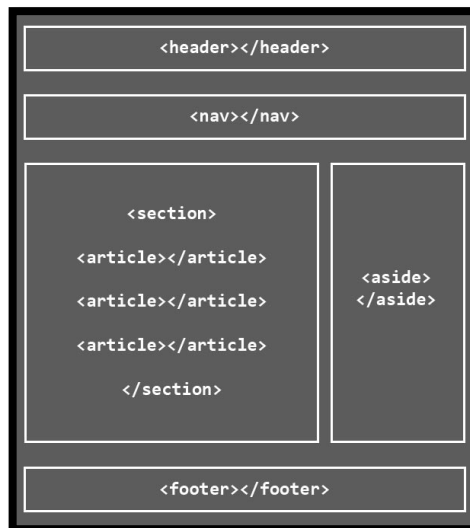 <header></header>
<nav></nav>
<section>
<article></article>
<article></article>
<article></article>
</section>
<aside>
</aside>
<footer></footer>